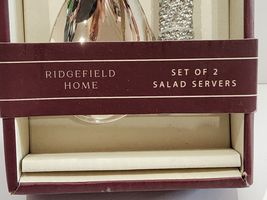 RIDGEFIELD
HOME
SET OF 2
SALAD SERVERS